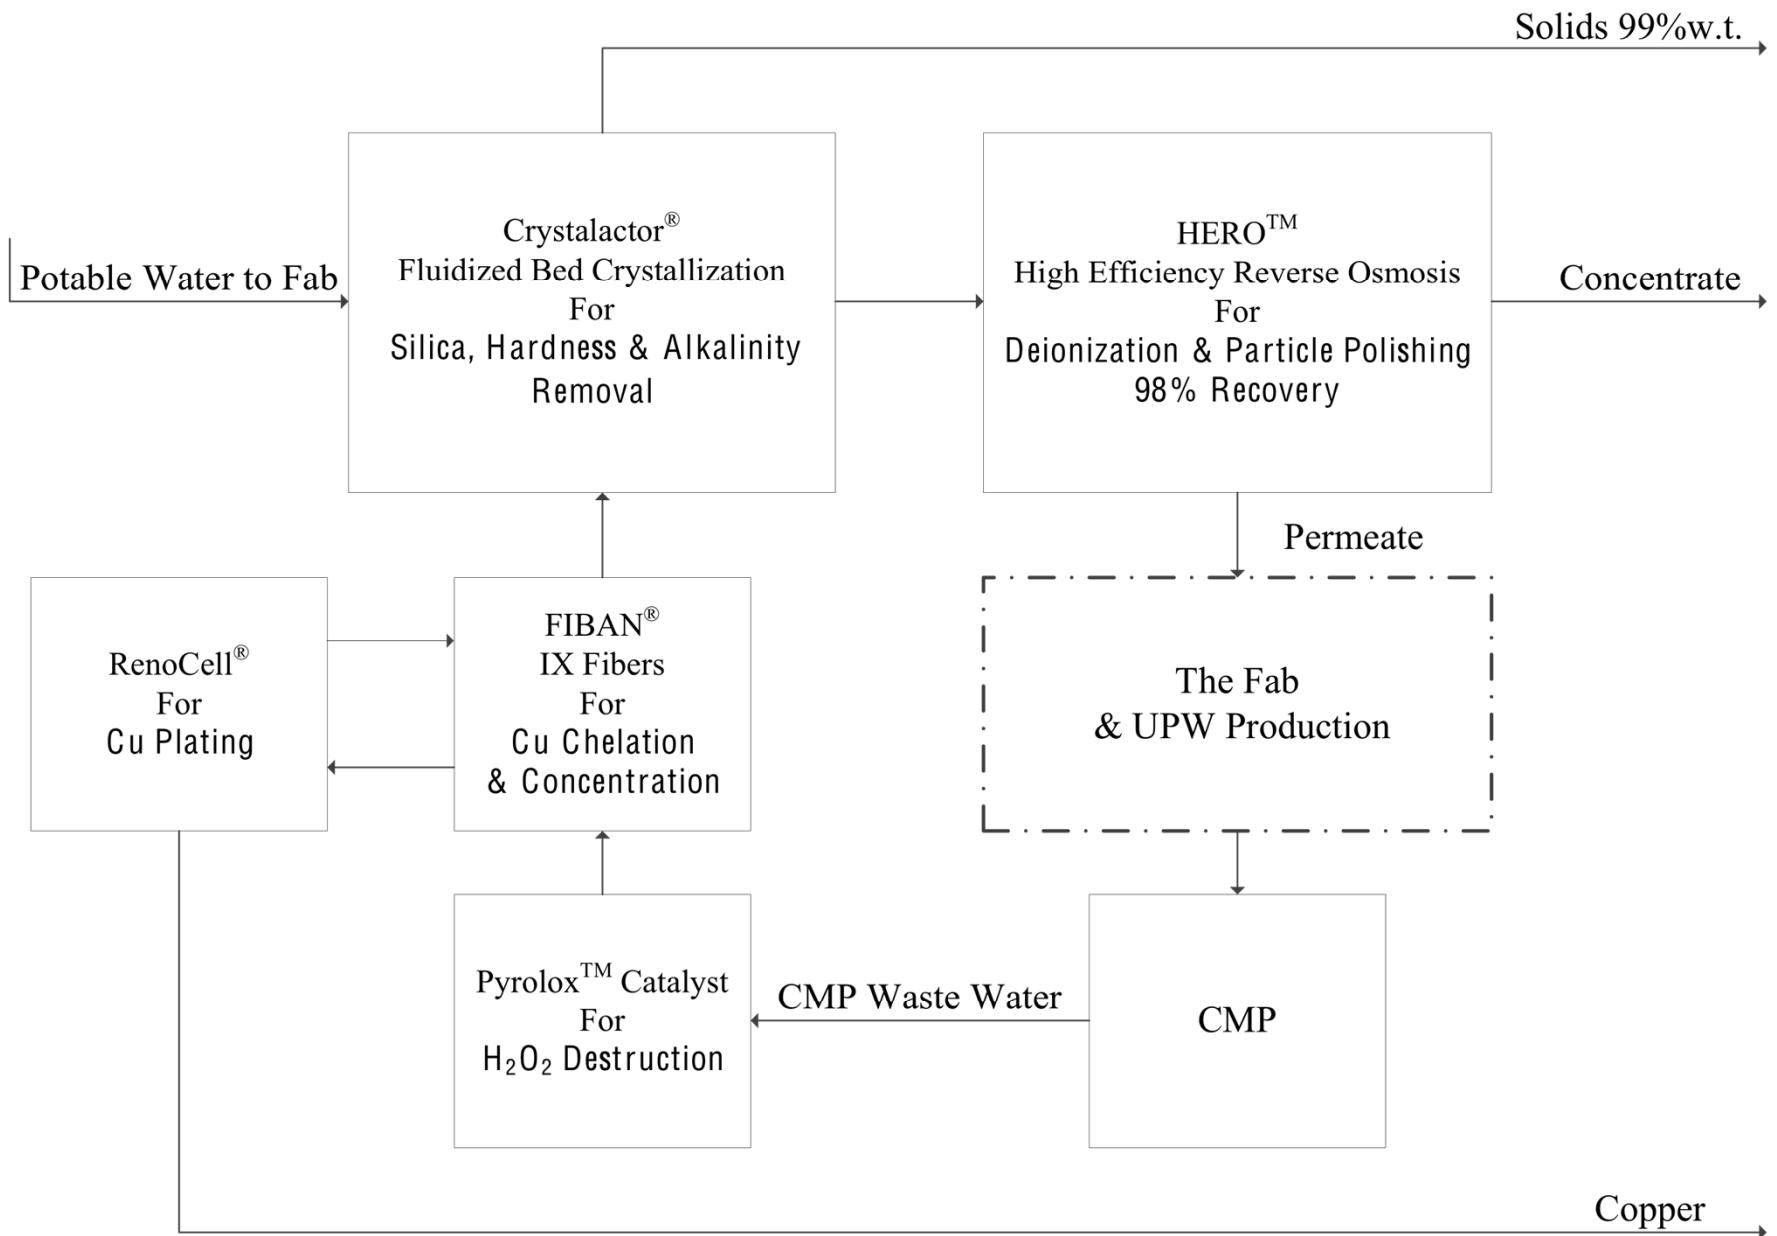 Solids 99%w.t.
Potable Water to Fab
Crystalactor®
Fluidized Bed Crystallization
For
Silica, Hardness & Alkalinity
Removal
HERO™
High Efficiency Reverse Osmosis
For
Deionization & Particle Polishing
98% Recovery
Concentrate
Permeate
RenoCell®
For
Cu Plating
FIBAN®
IX Fibers
For
Cu Chelation
& Concentration
The Fab
& UPW Production
Pyrolox™ Catalyst
For
H₂O₂ Destruction
CMP Waste Water
CMP
Copper